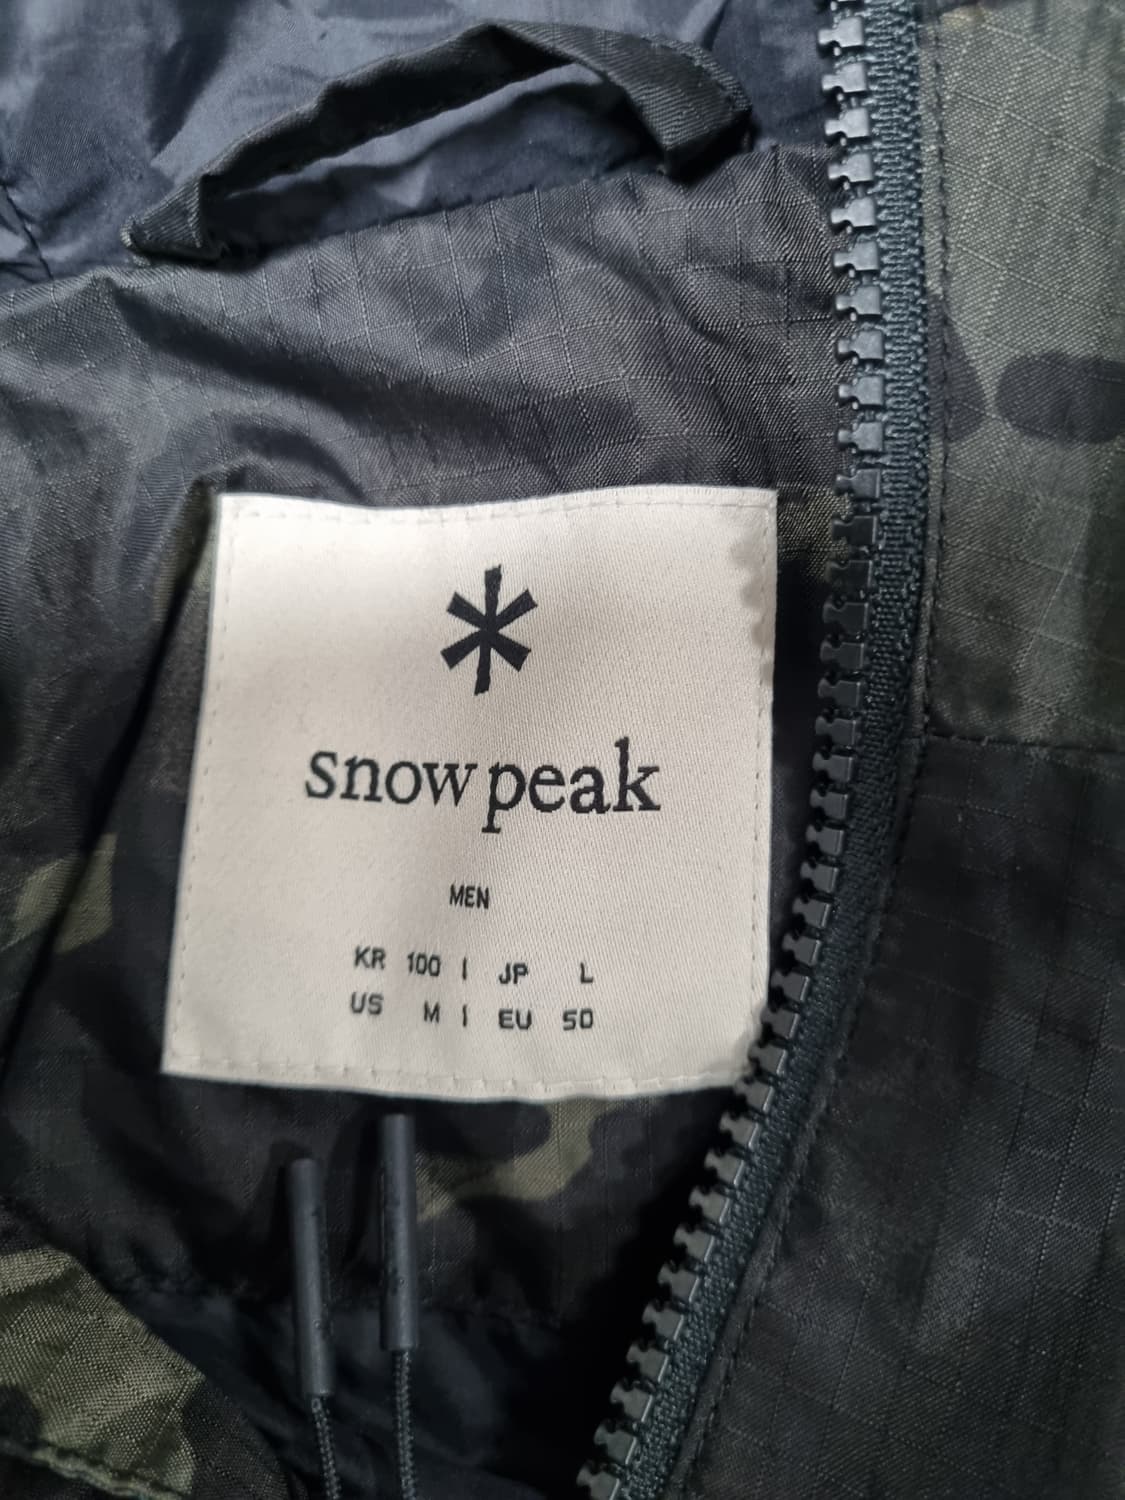 snow peak
MEN
KR 100 | JP L
US M | EU 50